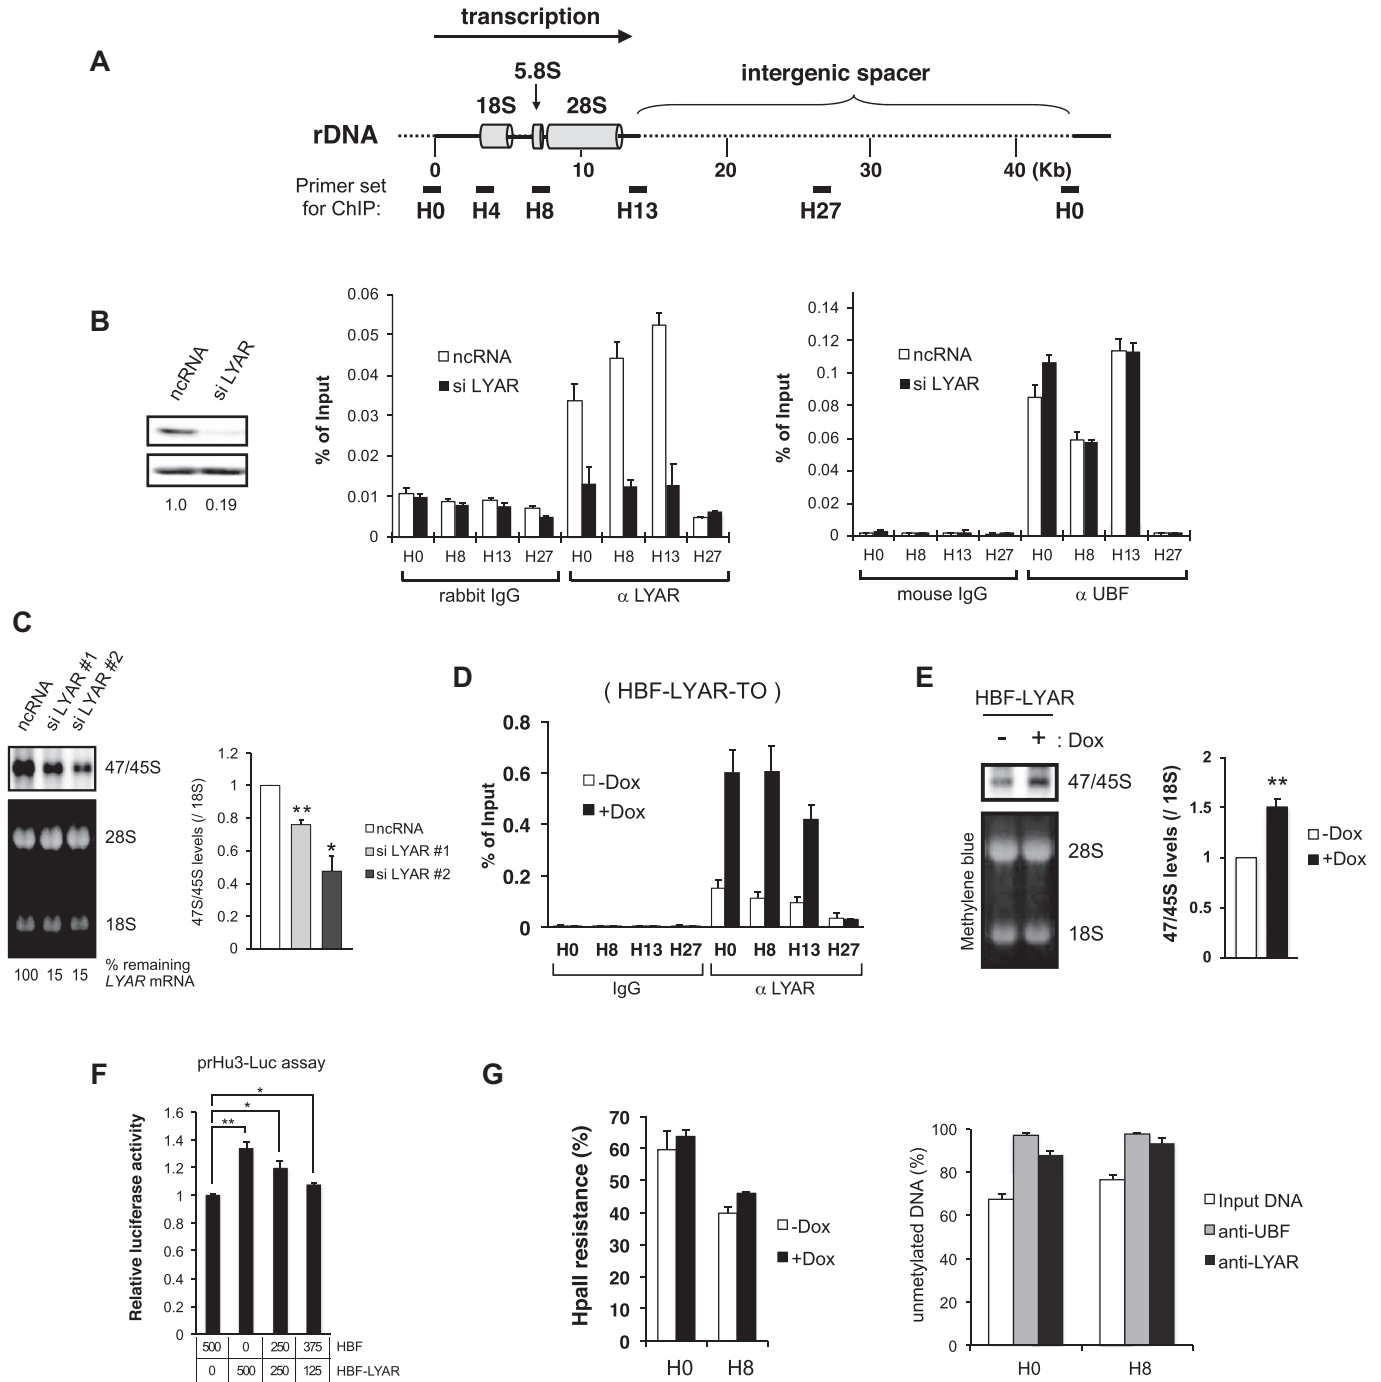 A
transcription
5.8S
intergenic spacer
18S 28S
rDNA
0 10 20 30 40 (Kb)
Primer set
for ChIP:
H0 H4 H8 H13 H27 H0
B
ncRNA
si LYAR
1.0 0.19
% of Input
0.06
0.05
0.04
0.03
0.02
0.01
0
ncRNA
si LYAR
H0 H8 H13 H27 H0 H8 H13 H27
rabbit IgG α LYAR
% of Input
0.14
0.12
0.1
0.08
0.06
0.04
0.02
0
ncRNA
si LYAR
H0 H8 H13 H27 H0 H8 H13 H27
mouse IgG α UBF
C
ncRNA
si LYAR #1
si LYAR #2
47/45S
28S
18S
100 15 15
% remaining
LYAR mRNA
47S/45S levels (/ 18S)
1.2
1
0.8
0.6
0.4
0.2
0
**
*
ncRNA
si LYAR #1
si LYAR #2
D
( HBF-LYAR-TO )
% of Input
0.8
0.6
0.4
0.2
0
-Dox
+Dox
H0 H8 H13 H27 H0 H8 H13 H27
IgG α LYAR
E
HBF-LYAR
- + : Dox
47/45S
Methylene blue
28S
18S
47/45S levels (/ 18S)
2
1.5
1
0.5
0
**
-Dox
+Dox
F
prHu3-Luc assay
Relative luciferase activity
1.6
1.4
1.2
1
0.8
0.6
0.4
0.2
0
*
*
**
500 0 250 375 HBF
0 500 250 125 HBF-LYAR
G
HpaII resistance (%)
70
60
50
40
30
20
10
0
-Dox
+Dox
H0 H8
unmetylated DNA (%)
100
80
60
40
20
0
Input DNA
anti-UBF
anti-LYAR
H0 H8